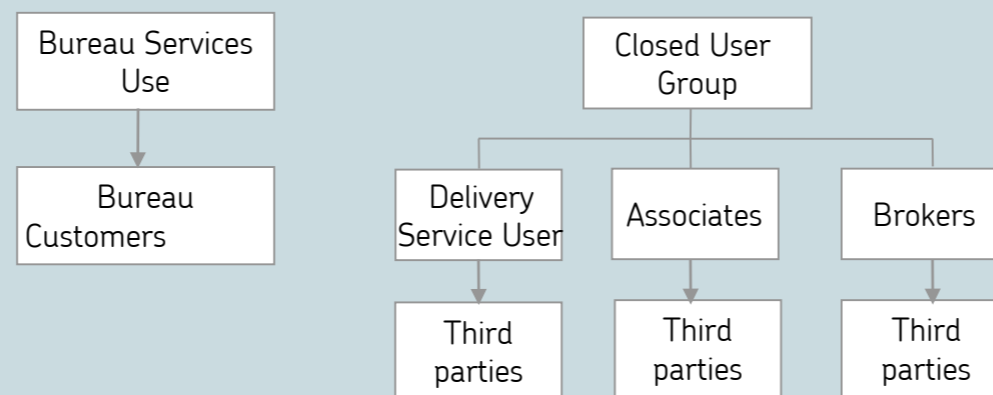 Bureau Services
Use
Bureau
Customers
Closed User
Group
Delivery
Service User
Associates
Brokers
Third
parties
Third
parties
Third
parties